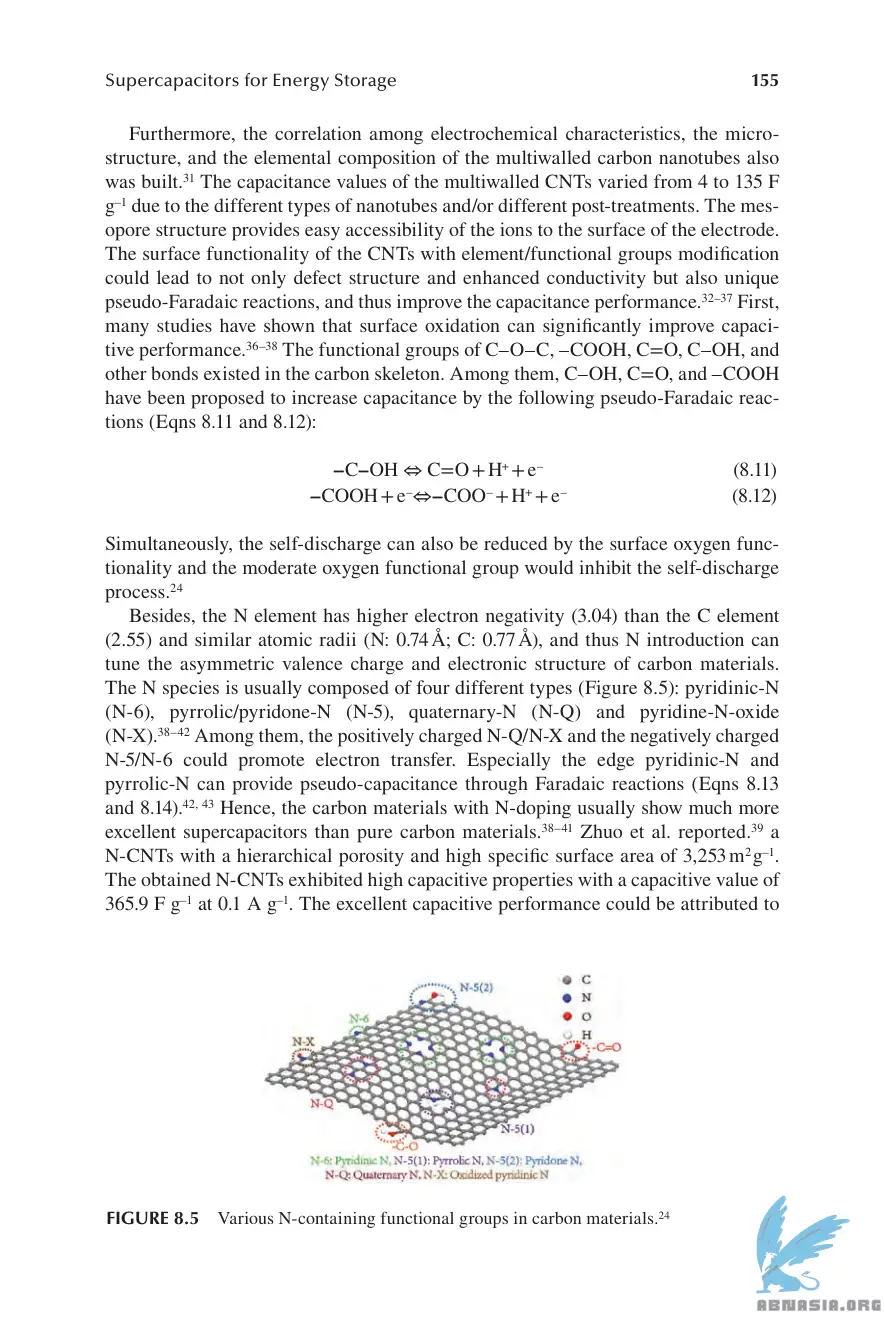 Supercapacitors for Energy Storage 155
Furthermore, the correlation among electrochemical characteristics, the micro-
structure, and the elemental composition of the multiwalled carbon nanotubes also
was built.³¹ The capacitance values of the multiwalled CNTs varied from 4 to 135 F
g⁻¹ due to the different types of nanotubes and/or different post-treatments. The mes-
opore structure provides easy accessibility of the ions to the surface of the electrode.
The surface functionality of the CNTs with element/functional groups modification
could lead to not only defect structure and enhanced conductivity but also unique
pseudo-Faradaic reactions, and thus improve the capacitance performance.³²⁻³⁷ First,
many studies have shown that surface oxidation can significantly improve capaci-
tive performance.³⁶⁻³⁸ The functional groups of C–O–C, –COOH, C=O, C–OH, and
other bonds existed in the carbon skeleton. Among them, C–OH, C=O, and –COOH
have been proposed to increase capacitance by the following pseudo-Faradaic reac-
tions (Eqns 8.11 and 8.12):
–C–OH ⇔ C=O + H⁺ + e⁻ (8.11)
–COOH + e⁻⇔–COO⁻ + H⁺ + e⁻ (8.12)
Simultaneously, the self-discharge can also be reduced by the surface oxygen func-
tionality and the moderate oxygen functional group would inhibit the self-discharge
process.²⁴
Besides, the N element has higher electron negativity (3.04) than the C element
(2.55) and similar atomic radii (N: 0.74 Å; C: 0.77 Å), and thus N introduction can
tune the asymmetric valence charge and electronic structure of carbon materials.
The N species is usually composed of four different types (Figure 8.5): pyridinic-N
(N-6), pyrrolic/pyridone-N (N-5), quaternary-N (N-Q) and pyridine-N-oxide
(N-X).³⁸⁻⁴² Among them, the positively charged N-Q/N-X and the negatively charged
N-5/N-6 could promote electron transfer. Especially the edge pyridinic-N and
pyrrolic-N can provide pseudo-capacitance through Faradaic reactions (Eqns 8.13
and 8.14).⁴², ⁴³ Hence, the carbon materials with N-doping usually show much more
excellent supercapacitors than pure carbon materials.³⁸⁻⁴¹ Zhuo et al. reported.³⁹ a
N-CNTs with a hierarchical porosity and high specific surface area of 3,253 m² g⁻¹.
The obtained N-CNTs exhibited high capacitive properties with a capacitive value of
365.9 F g⁻¹ at 0.1 A g⁻¹. The excellent capacitive performance could be attributed to
C
N-5(2)
N
N-6
O
N-X
H
-C=O
N-Q
N-5(1)
-C-O
N-6: Pyridinic N, N-5(1): Pyrrolic N, N-5(2): Pyridone N,
N-Q: Quaternary N, N-X: Oxidized pyridinic N
FIGURE 8.5 Various N-containing functional groups in carbon materials.²⁴
ABNASIA.ORG